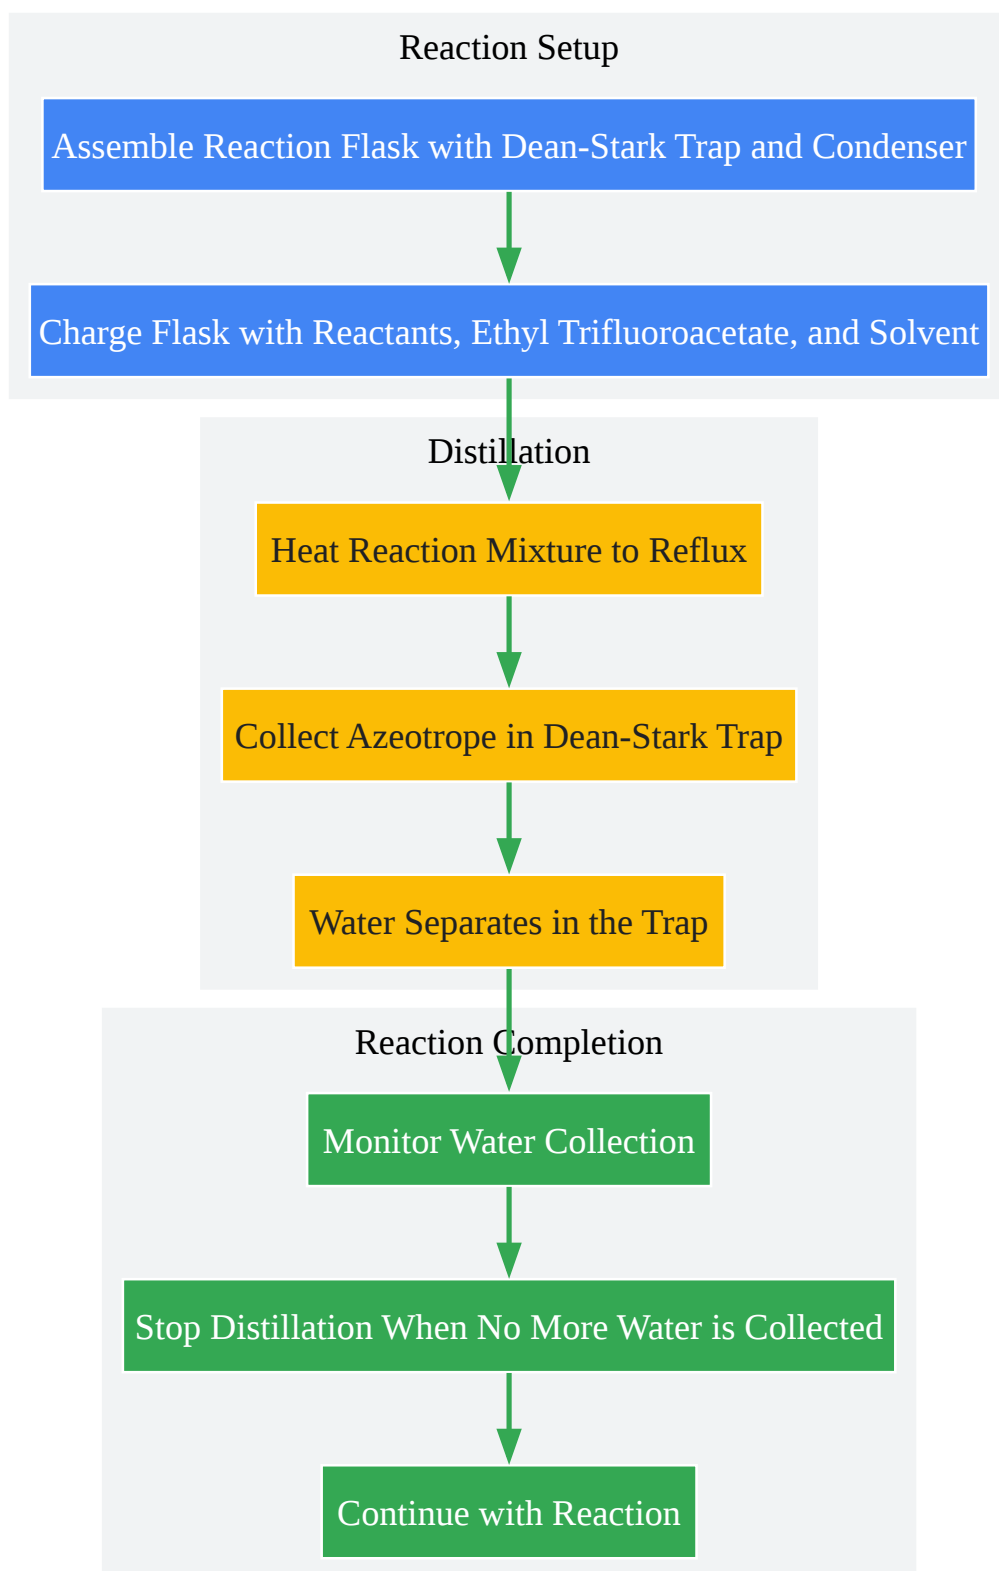 Reaction Setup
Assemble Reaction Flask with Dean-Stark Trap and Condenser
Charge Flask with Reactants, Ethyl Trifluoroacetate, and Solvent
Distillation
Heat Reaction Mixture to Reflux
Collect Azeotrope in Dean-Stark Trap
Water Separates in the Trap
Reaction Completion
Monitor Water Collection
Stop Distillation When No More Water is Collected
Continue with Reaction